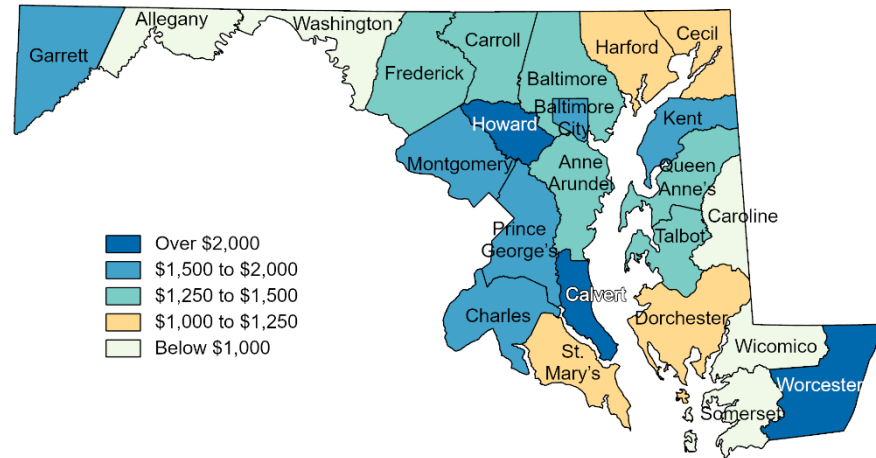 Garrett
Allegany
Washington
Frederick
Carroll
Baltimore
Baltimore
City
Harford
Cecil
Howard
Montgomery
Anne
Arundel
Kent
Queen
Anne's
Caroline
Talbot
Prince
George's
Calvert
Charles
St.
Mary's
Dorchester
Wicomico
Worcester
Somerset
Over $2,000
$1,500 to $2,000
$1,250 to $1,500
$1,000 to $1,250
Below $1,000